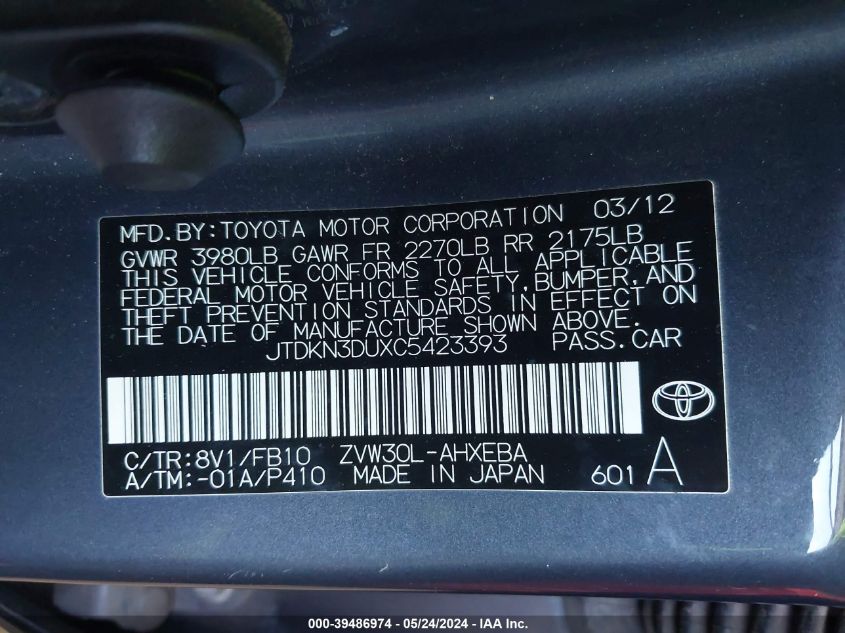 MFD.BY:TOYOTA MOTOR CORPORATION 03/12
GVWR 3980LB GAWR FR 2270LB RR 2175LB
THIS VEHICLE CONFORMS TO ALL APPLICABLE
FEDERAL MOTOR VEHICLE SAFETY,BUMPER,AND
THEFT PREVENTION STANDARDS IN EFFECT ON
THE DATE OF MANUFACTURE SHOWN ABOVE.
JTDKN3DUXC5423393 PASS.CAR
C/TR:8V1/FB10 ZVW30L-AHXEBA
A/TM:-01A/P410 MADE IN JAPAN 601 A
000-39486974 - 05/24/2024 - IAA Inc.